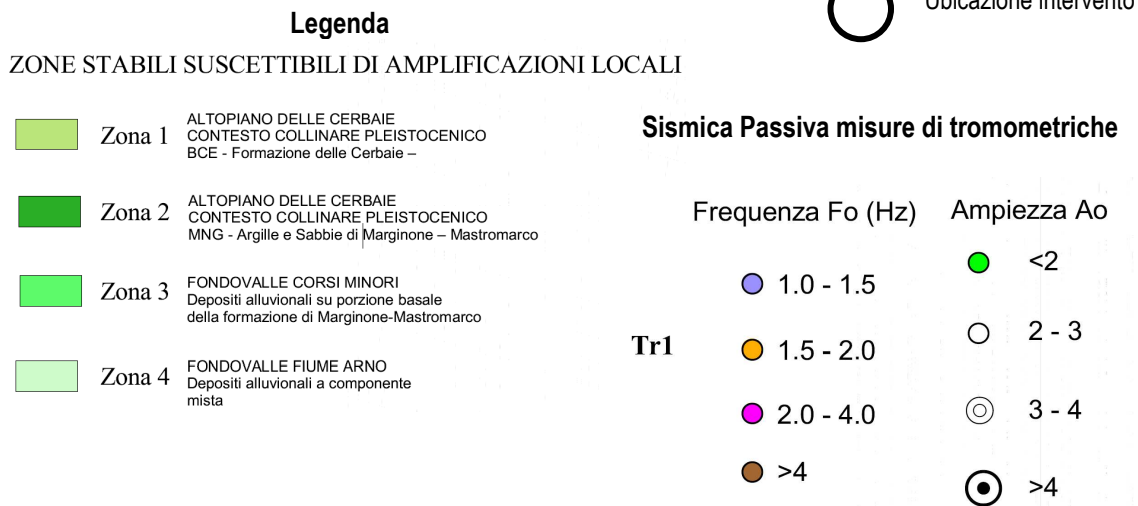 Ubicazione intervento
Legenda
ZONE STABILI SUSCETTIBILI DI AMPLIFICAZIONI LOCALI
Zona 1
ALTOPIANO DELLE CERBAIE
CONTESTO COLLINARE PLEISTOCENICO
BCE - Formazione delle Cerbaie –
Zona 2
ALTOPIANO DELLE CERBAIE
CONTESTO COLLINARE PLEISTOCENICO
MNG - Argille e Sabbie di Marginone – Mastromarco
Zona 3
FONDOVALLE CORSI MINORI
Depositi alluvionali su porzione basale
della formazione di Marginone-Mastromarco
Zona 4
FONDOVALLE FIUME ARNO
Depositi alluvionali a componente
mista
Sismica Passiva misure di tromometriche
Tr1
Frequenza Fo (Hz)
1.0 - 1.5
1.5 - 2.0
2.0 - 4.0
>4
Ampiezza Ao
<2
2 - 3
3 - 4
>4